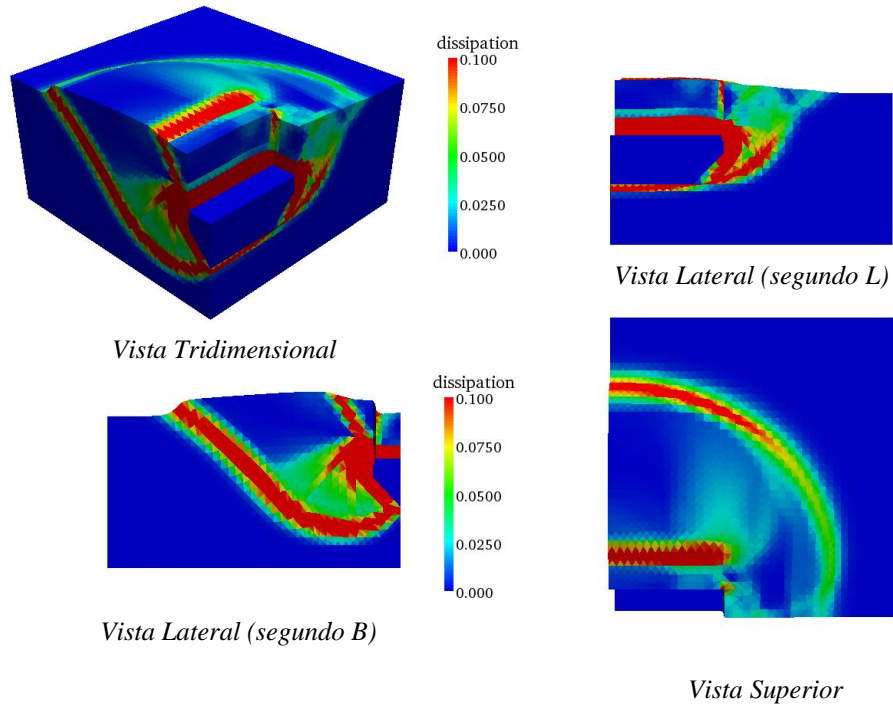 dissipation
0.100
0.0750
0.0500
0.0250
0.000
Vista Tridimensional
Vista Lateral (segundo L)
dissipation
0.100
0.0750
0.0500
0.0250
0.000
Vista Lateral (segundo B)
Vista Superior